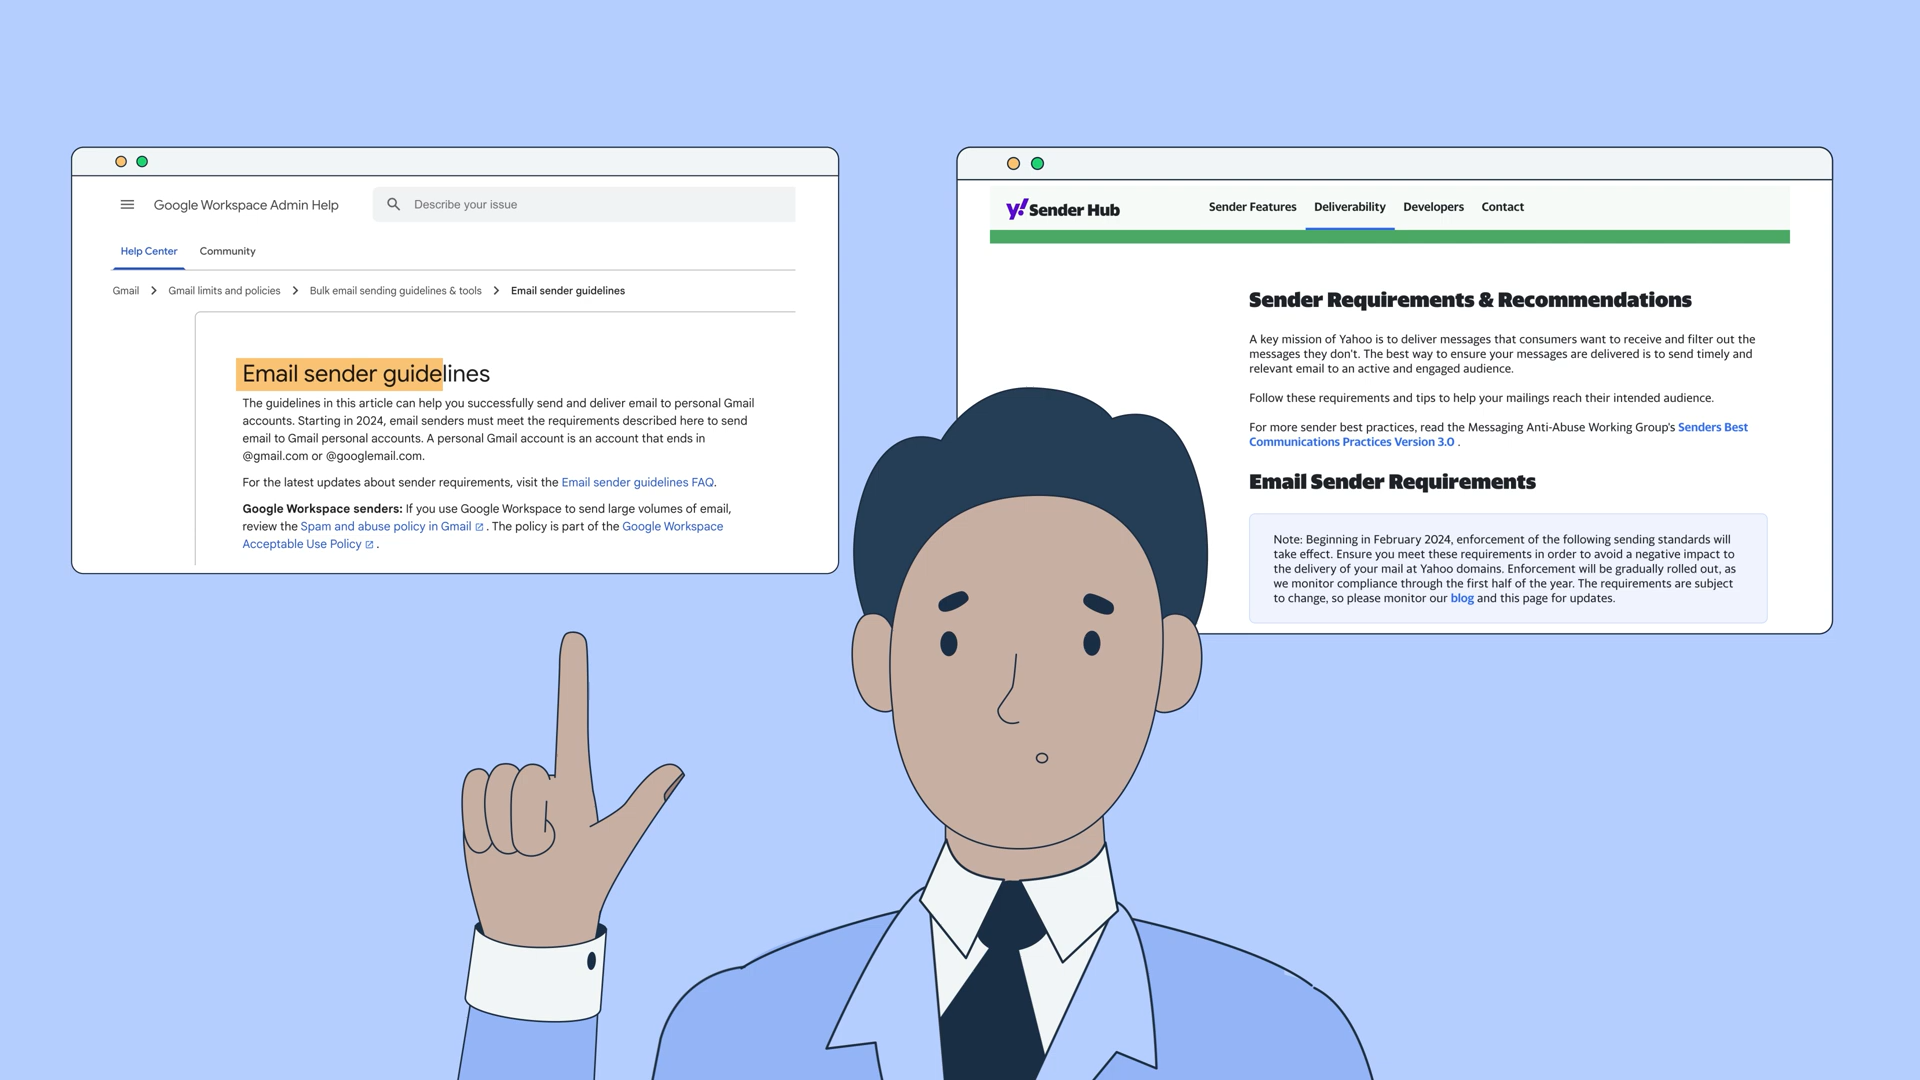 Google Workspace Admin Help
Describe your issue
Help Center Community
Gmail Gmail limits and policies Bulk email sending guidelines & tools Email sender guidelines
Email sender guidelines
The guidelines in this article can help you successfully send and deliver email to personal Gmail
accounts. Starting in 2024, email senders must meet the requirements described here to send
email to Gmail personal accounts. A personal Gmail account is an account that ends in
@gmail.com or @googlemail.com.
For the latest updates about sender requirements, visit the Email sender guidelines FAQ.
Google Workspace senders: If you use Google Workspace to send large volumes of email,
review the Spam and abuse policy in Gmail . The policy is part of the Google Workspace
Acceptable Use Policy .
y! Sender Hub
Sender Features Deliverability Developers Contact
Sender Requirements & Recommendations
A key mission of Yahoo is to deliver messages that consumers want to receive and filter out the
messages they don't. The best way to ensure your messages are delivered is to send timely and
relevant email to an active and engaged audience.
Follow these requirements and tips to help your mailings reach their intended audience.
For more sender best practices, read the Messaging Anti-Abuse Working Group's Senders Best
Communications Practices Version 3.0 .
Email Sender Requirements
Note: Beginning in February 2024, enforcement of the following sending standards will
take effect. Ensure you meet these requirements in order to avoid a negative impact to
the delivery of your mail at Yahoo domains. Enforcement will be gradually rolled out, as
we monitor compliance through the first half of the year. The requirements are subject
to change, so please monitor our blog and this page for updates.